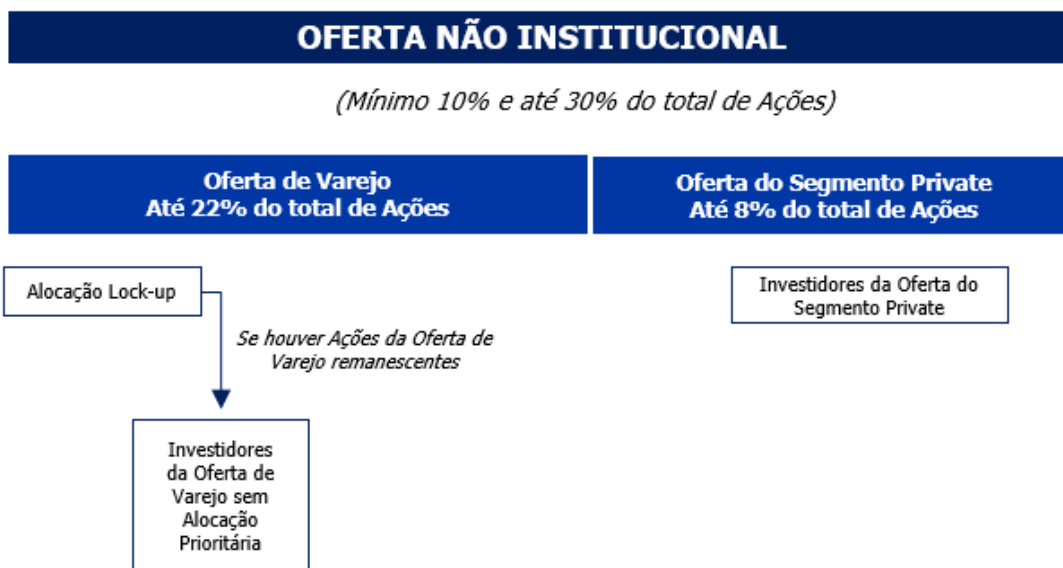 OFERTA NÃO INSTITUCIONAL
(Mínimo 10% e até 30% do total de Ações)
Oferta de Varejo
Até 22% do total de Ações
Oferta do Segmento Private
Até 8% do total de Ações
Alocação Lock-up
Investidores da Oferta do
Segmento Private
Se houver Ações da Oferta de
Varejo remanescentes
Investidores
da Oferta de
Varejo sem
Alocação
Prioritária